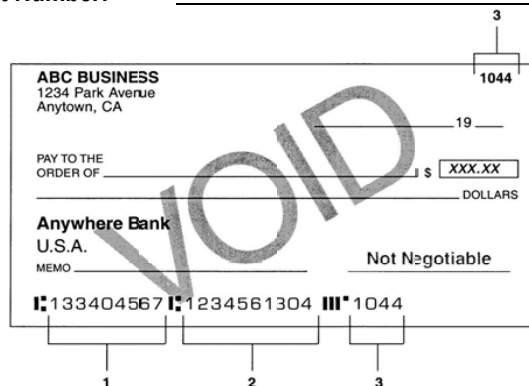 3
ABC BUSINESS 1044
1234 Park Avenue
Anytown, CA
19
PAY TO THE
ORDER OF $ XXX.XX
DOLLARS
VOID
Anywhere Bank
U.S.A.
MEMO Not Negotiable
⑆133404567⑆1234561304⑈1044
1 2 3